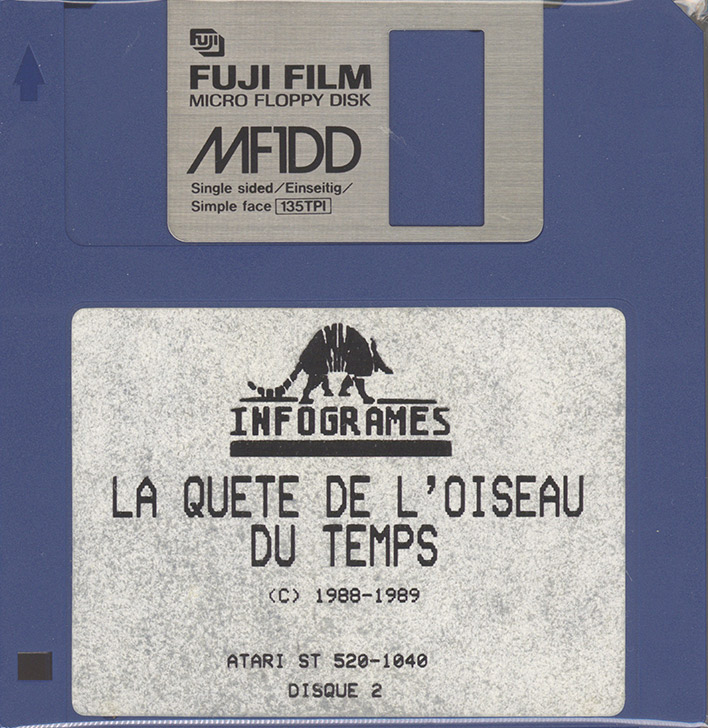 FUJI
FUJI FILM
MICRO FLOPPY DISK
MF1DD
Single sided/Einseitig/
Simple face 135TPI
INFOGRAMES
LA QUETE DE L'OISEAU
DU TEMPS
(C) 1988-1989
ATARI ST 520-1040
DISQUE 2